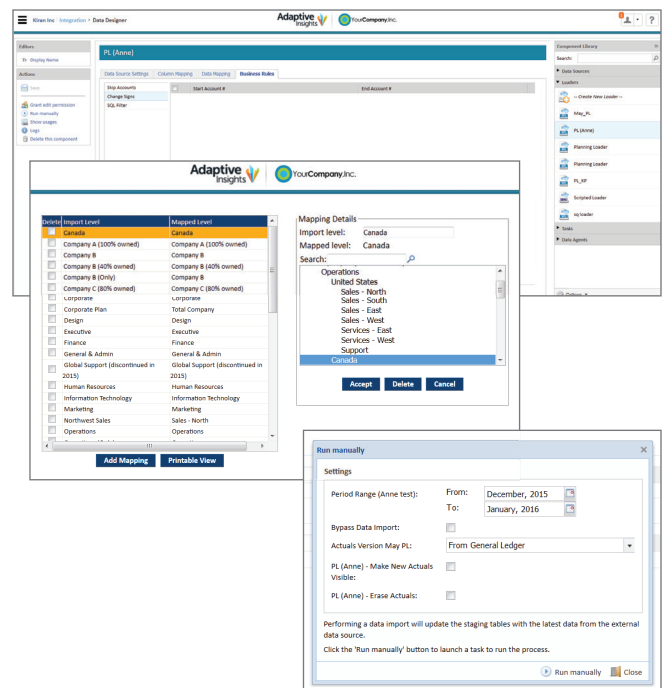 Kiran Inc Integration • Data Designer
Adaptive Insights
YourCompany.Inc.
Editors
Display Name
Actions
Save
Grant edit permission
Run manually
Show usages
Logs
Delete this component
PL (Anne)
Data Source Settings Column Mapping Data Mapping Business Rules
Skip Accounts
Change Signs
SQL Filter
Start Account # End Account #
Component Library
Search:
Data Sources
Loaders
-- Create New Loader --
May_PL
PL (Anne)
Planning Loader
Planning Loader
PL_KP
Scripted Loader
sq loader
Tasks
Data Agents
Adaptive Insights
YourCompany.Inc.
Delete Import Level Mapped Level
Canada Canada
Company A (100% owned) Company A (100% owned)
Company B Company B
Company B (40% owned) Company B (40% owned)
Company B (Only) Company B
Company C (80% owned) Company C (80% owned)
Corporate Corporate
Corporate Plan Total Company
Design Design
Executive Executive
Finance Finance
General & Admin General & Admin
Global Support (discontinued in Global Support (discontinued in
2015) 2015)
Human Resources Human Resources
Information Technology Information Technology
Marketing Marketing
Northwest Sales Sales - North
Operations Operations
Add Mapping Printable View
Mapping Details
Import level: Canada
Mapped level: Canada
Search:
Operations
United States
Sales - North
Sales - South
Sales - East
Sales - West
Services - East
Services - West
Support
Canada
Accept Delete Cancel
Run manually
Settings
Period Range (Anne test): From: December, 2015
To: January, 2016
Bypass Data Import:
Actuals Version May PL: From General Ledger
PL (Anne) - Make New Actuals
Visible:
PL (Anne) - Erase Actuals:
Performing a data import will update the staging tables with the latest data from the external
data source.
Click the 'Run manually' button to launch a task to run the process.
Run manually Close